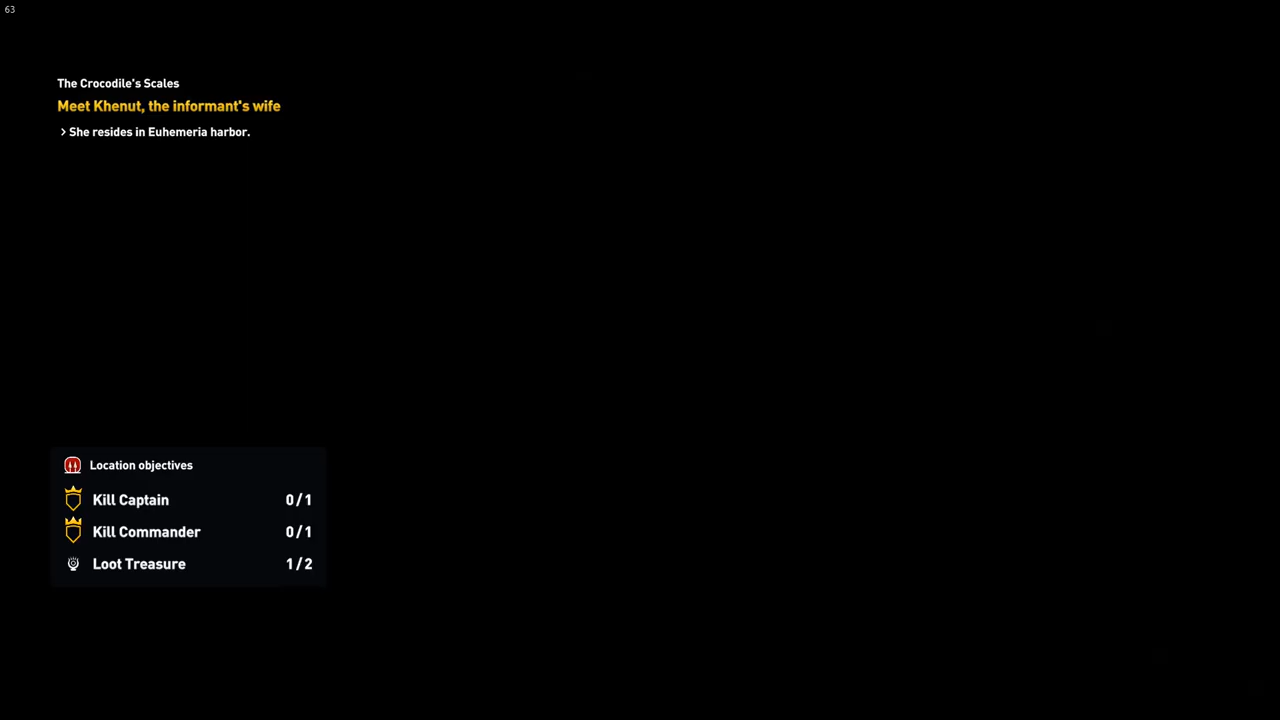 63
The Crocodile's Scales
Meet Khenut, the informant's wife
> She resides in Euhemeria harbor.
Location objectives
Kill Captain 0/1
Kill Commander 0/1
Loot Treasure 1/2